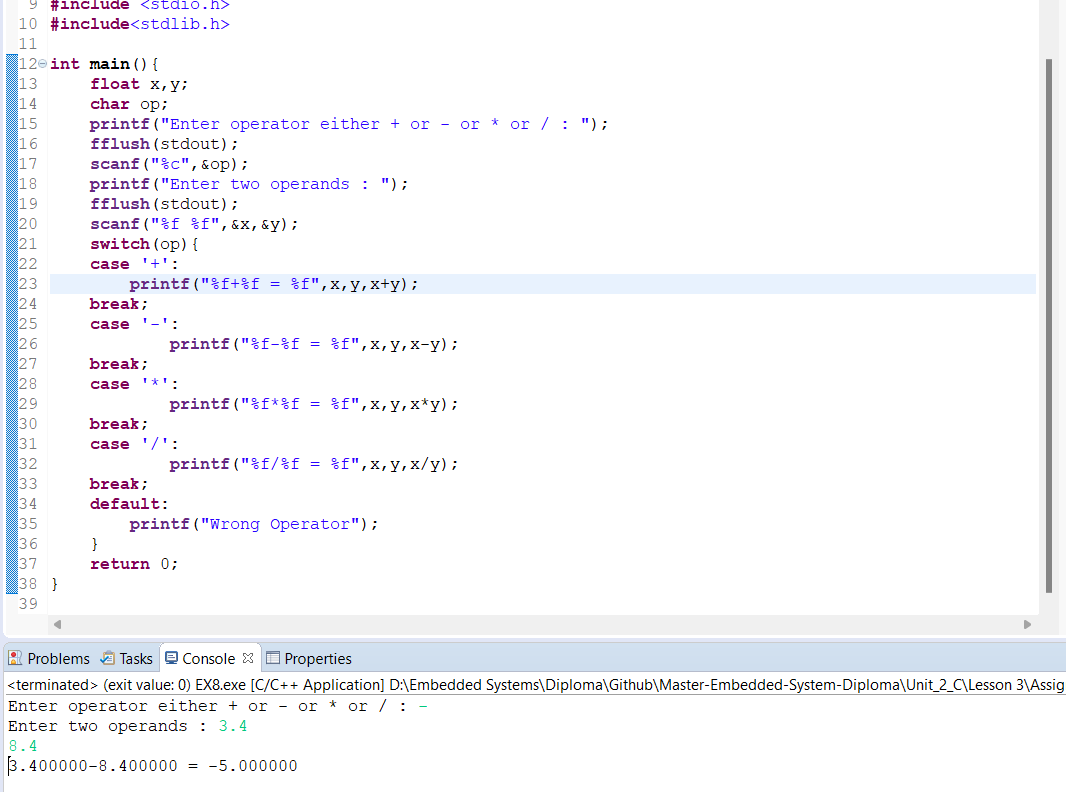 9 #include <stdio.h>
10 #include<stdlib.h>
11
12 int main(){
13 float x,y;
14 char op;
15 printf("Enter operator either + or - or * or / : ");
16 fflush(stdout);
17 scanf("%c",&op);
18 printf("Enter two operands : ");
19 fflush(stdout);
20 scanf("%f %f",&x,&y);
21 switch(op){
22 case '+':
23 printf("%f+%f = %f",x,y,x+y);
24 break;
25 case '-':
26 printf("%f-%f = %f",x,y,x-y);
27 break;
28 case '*':
29 printf("%f*%f = %f",x,y,x*y);
30 break;
31 case '/':
32 printf("%f/%f = %f",x,y,x/y);
33 break;
34 default:
35 printf("Wrong Operator");
36 }
37 return 0;
38 }
39
Problems Tasks Console Properties
<terminated> (exit value: 0) EX8.exe [C/C++ Application] D:\Embedded Systems\Diploma\Github\Master-Embedded-System-Diploma\Unit_2_C\Lesson 3\Assig
Enter operator either + or - or * or / : -
Enter two operands : 3.4
8.4
3.400000-8.400000 = -5.000000